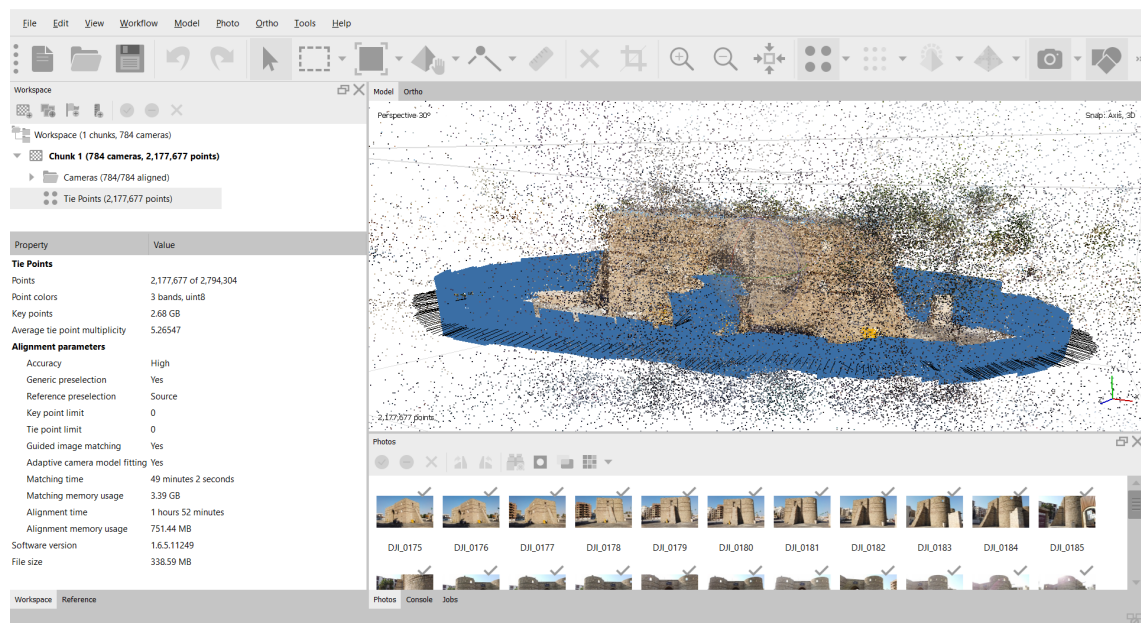 File Edit View Workflow Model Photo Ortho Tools Help
Workspace
Workspace (1 chunks, 784 cameras)
Chunk 1 (784 cameras, 2,177,677 points)
Cameras (784/784 aligned)
Tie Points (2,177,677 points)
Property Value
Tie Points
Points 2,177,677 of 2,794,304
Point colors 3 bands, uint8
Key points 2.68 GB
Average tie point multiplicity 5.26547
Alignment parameters
Accuracy High
Generic preselection Yes
Reference preselection Source
Key point limit 0
Tie point limit 0
Guided image matching Yes
Adaptive camera model fitting Yes
Matching time 49 minutes 2 seconds
Matching memory usage 3.39 GB
Alignment time 1 hours 52 minutes
Alignment memory usage 751.44 MB
Software version 1.6.5.11249
File size 338.59 MB
Workspace Reference
Model Ortho
Perspective 30° Snap: Axis, 3D
X
2,177,677 points
Photos
DJI_0175 DJI_0176 DJI_0177 DJI_0178 DJI_0179 DJI_0180 DJI_0181 DJI_0182 DJI_0183 DJI_0184 DJI_0185
Photos Console Jobs